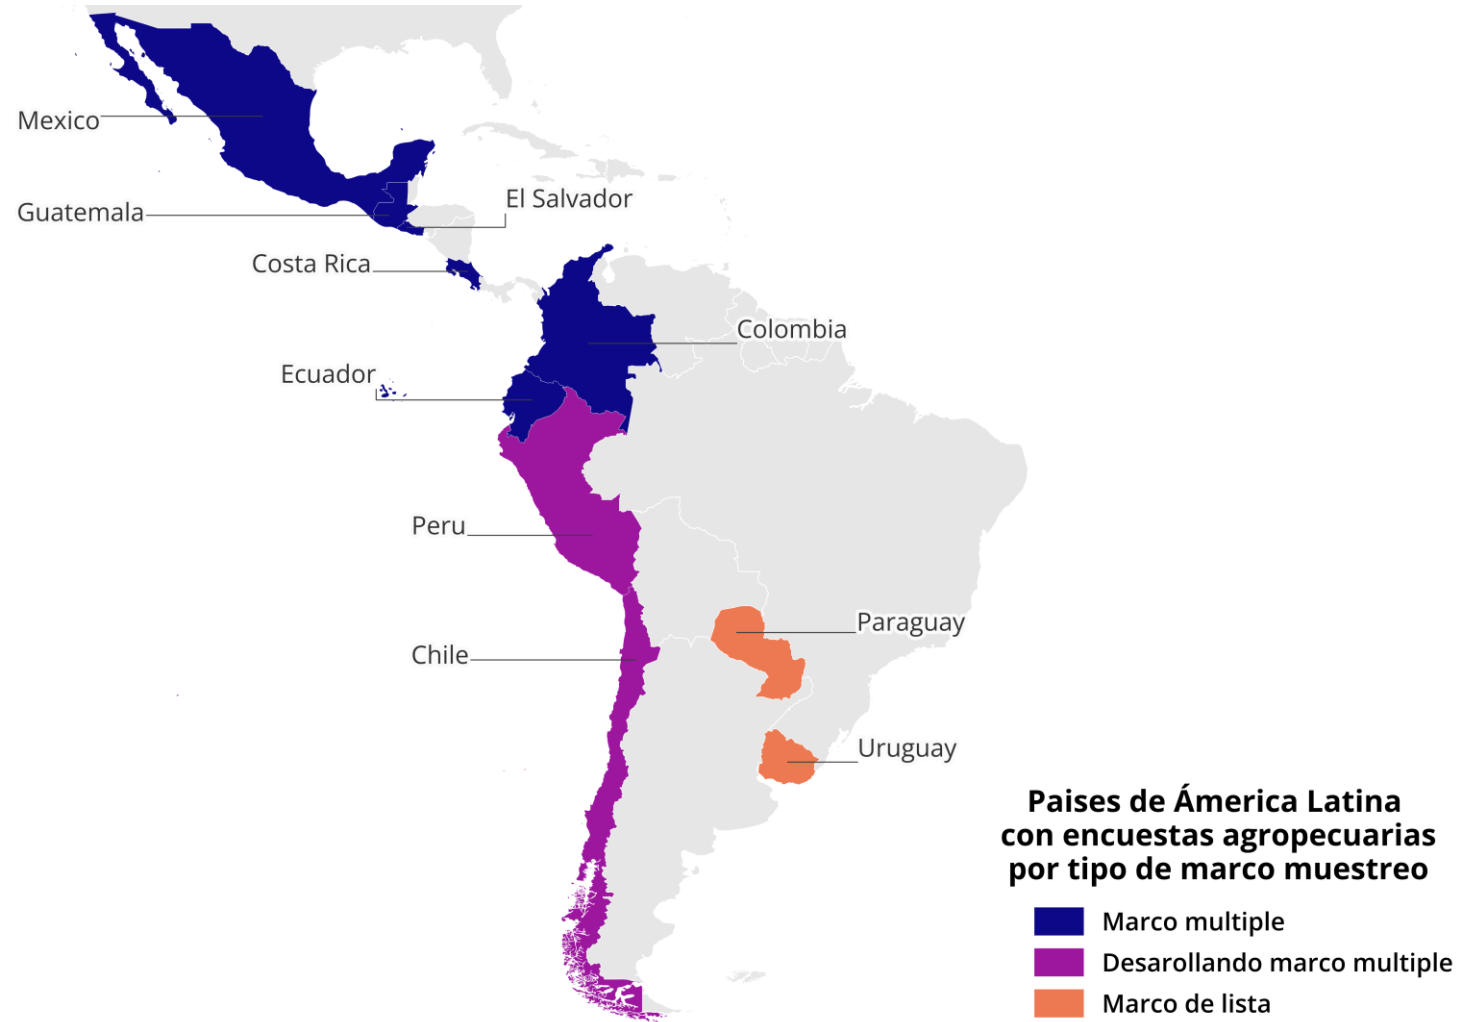 Mexico
Guatemala
El Salvador
Costa Rica
Colombia
Ecuador
Peru
Paraguay
Chile
Uruguay
Paises de Ámerica Latina
con encuestas agropecuarias
por tipo de marco muestreo
Marco multiple
Desarollando marco multiple
Marco de lista